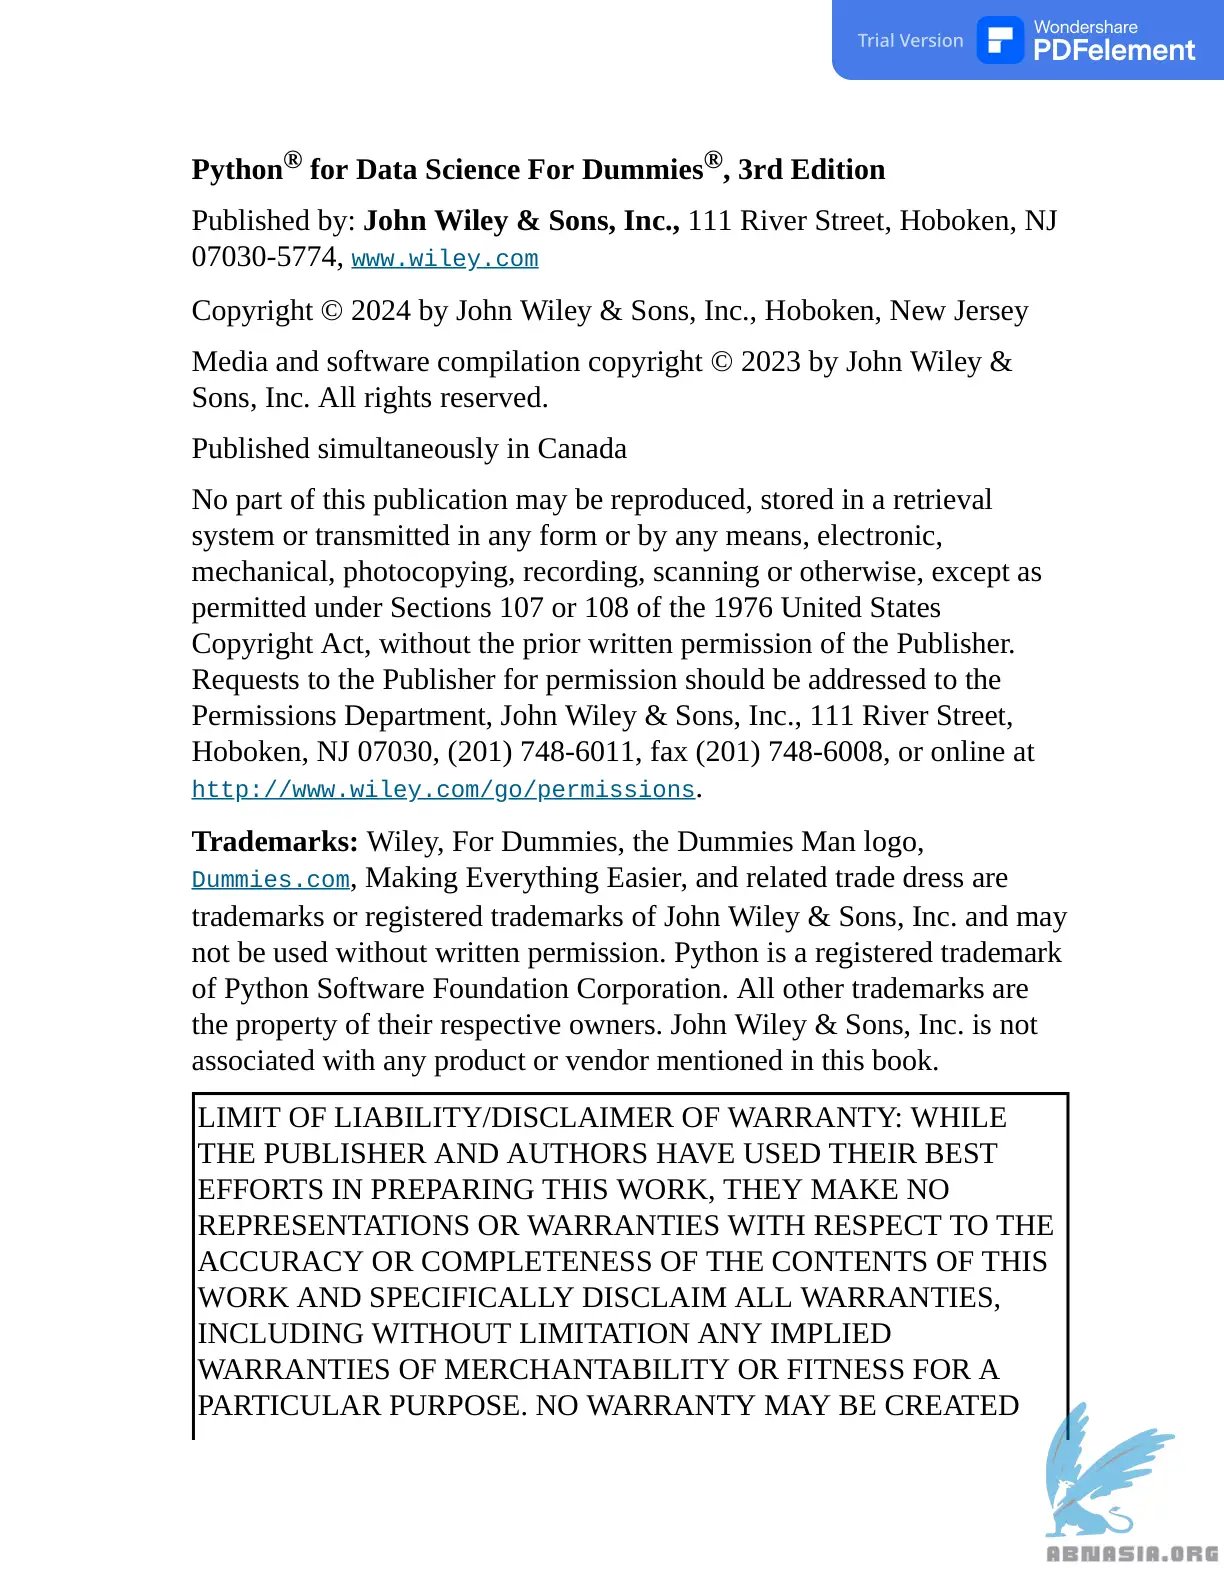 Trial Version
Wondershare
PDFelement
Python® for Data Science For Dummies®, 3rd Edition
Published by: John Wiley & Sons, Inc., 111 River Street, Hoboken, NJ
07030-5774, www.wiley.com
Copyright © 2024 by John Wiley & Sons, Inc., Hoboken, New Jersey
Media and software compilation copyright © 2023 by John Wiley &
Sons, Inc. All rights reserved.
Published simultaneously in Canada
No part of this publication may be reproduced, stored in a retrieval
system or transmitted in any form or by any means, electronic,
mechanical, photocopying, recording, scanning or otherwise, except as
permitted under Sections 107 or 108 of the 1976 United States
Copyright Act, without the prior written permission of the Publisher.
Requests to the Publisher for permission should be addressed to the
Permissions Department, John Wiley & Sons, Inc., 111 River Street,
Hoboken, NJ 07030, (201) 748-6011, fax (201) 748-6008, or online at
http://www.wiley.com/go/permissions.
Trademarks: Wiley, For Dummies, the Dummies Man logo,
Dummies.com, Making Everything Easier, and related trade dress are
trademarks or registered trademarks of John Wiley & Sons, Inc. and may
not be used without written permission. Python is a registered trademark
of Python Software Foundation Corporation. All other trademarks are
the property of their respective owners. John Wiley & Sons, Inc. is not
associated with any product or vendor mentioned in this book.
LIMIT OF LIABILITY/DISCLAIMER OF WARRANTY: WHILE
THE PUBLISHER AND AUTHORS HAVE USED THEIR BEST
EFFORTS IN PREPARING THIS WORK, THEY MAKE NO
REPRESENTATIONS OR WARRANTIES WITH RESPECT TO THE
ACCURACY OR COMPLETENESS OF THE CONTENTS OF THIS
WORK AND SPECIFICALLY DISCLAIM ALL WARRANTIES,
INCLUDING WITHOUT LIMITATION ANY IMPLIED
WARRANTIES OF MERCHANTABILITY OR FITNESS FOR A
PARTICULAR PURPOSE. NO WARRANTY MAY BE CREATED
ABNASIA.ORG